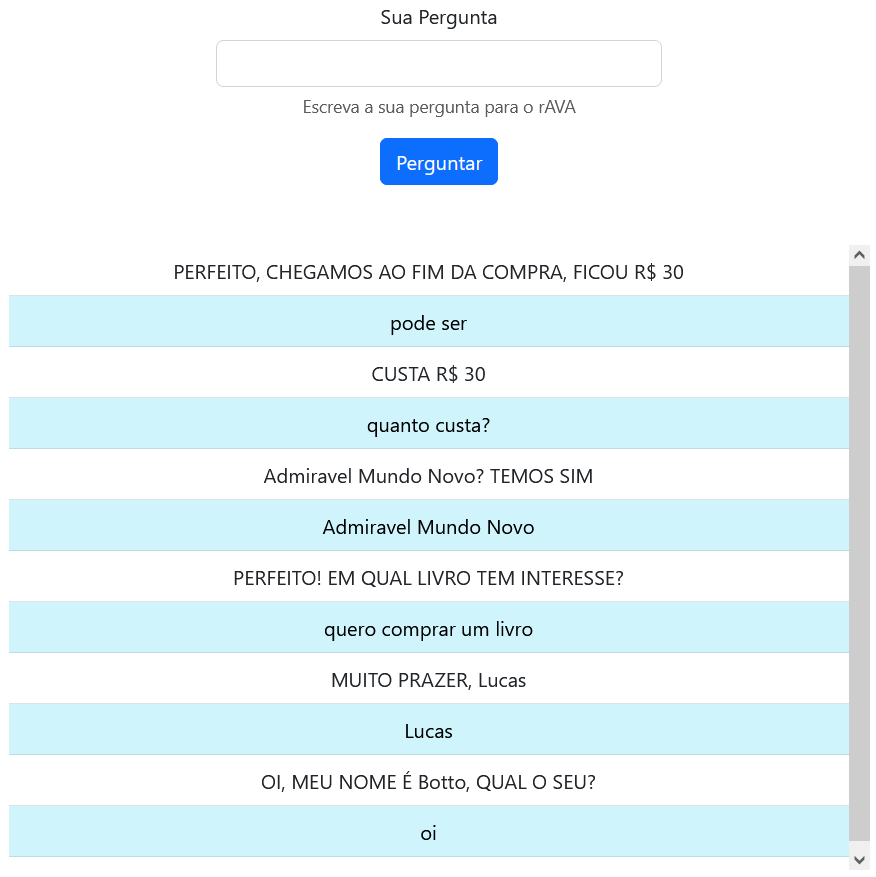 Sua Pergunta
Escreva a sua pergunta para o rAVA
Perguntar
PERFEITO, CHEGAMOS AO FIM DA COMPRA, FICOU R$ 30
pode ser
CUSTA R$ 30
quanto custa?
Admiravel Mundo Novo? TEMOS SIM
Admiravel Mundo Novo
PERFEITO! EM QUAL LIVRO TEM INTERESSE?
quero comprar um livro
MUITO PRAZER, Lucas
Lucas
OI, MEU NOME É Botto, QUAL O SEU?
oi